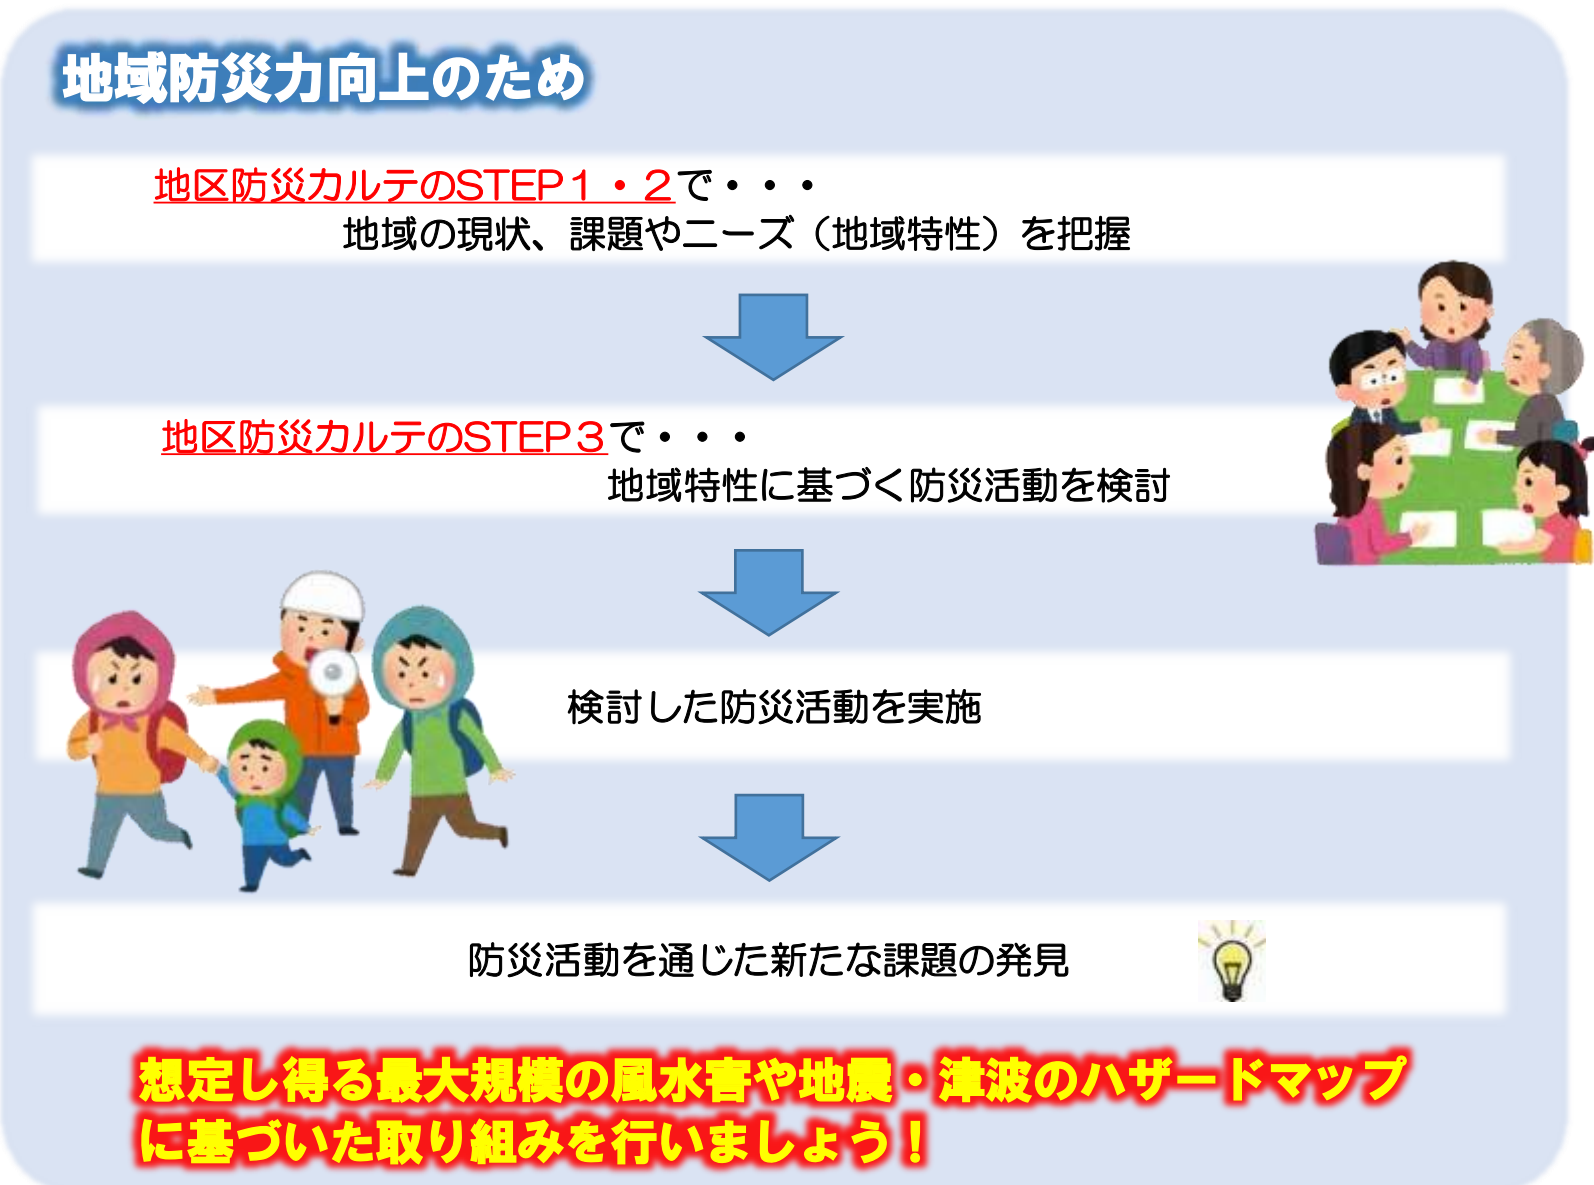 地域防災力向上のため
地区防災カルテのSTEP１・２で・・・
地域の現状、課題やニーズ（地域特性）を把握
地区防災カルテのSTEP３で・・・
地域特性に基づく防災活動を検討
検討した防災活動を実施
防災活動を通じた新たな課題の発見
想定し得る最大規模の風水害や地震・津波のハザードマップ
に基づいた取り組みを行いましょう！